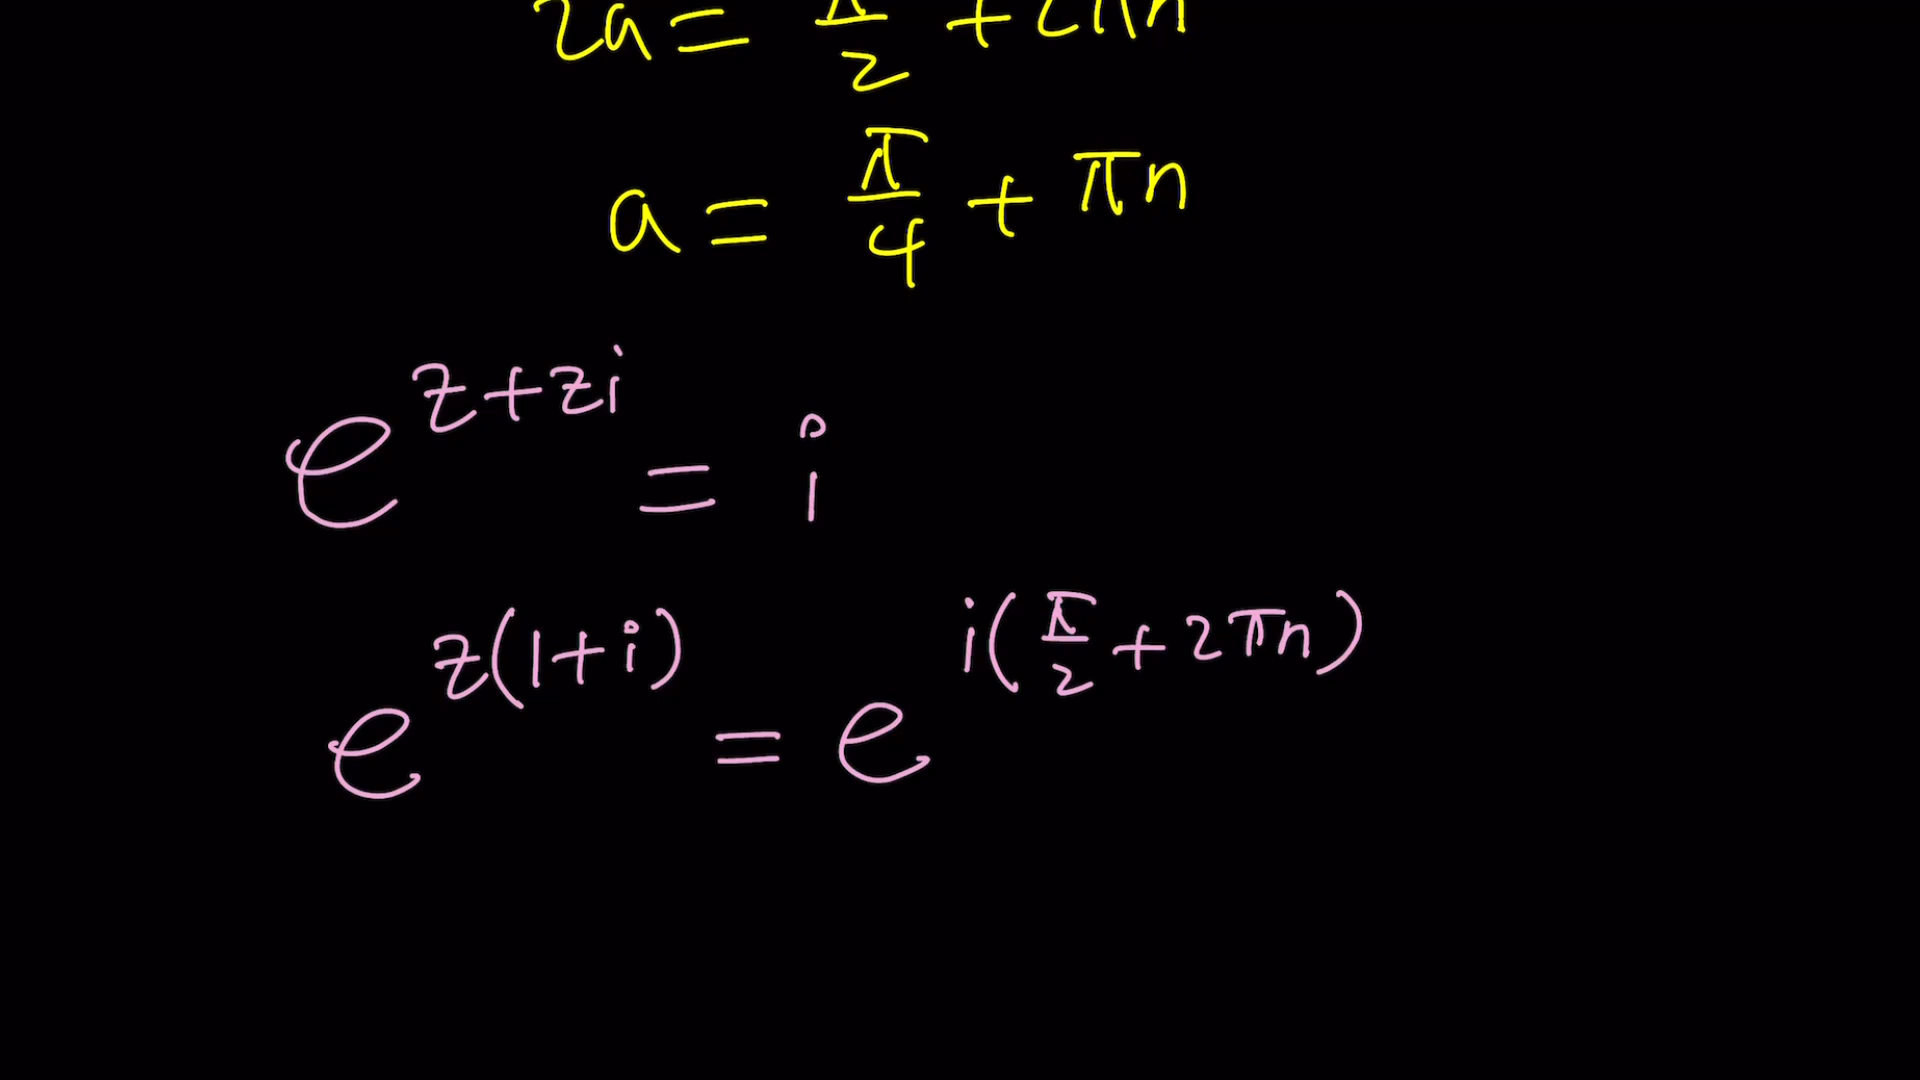 2a = π/2 + 2πn
a = π/4 + πn
e^(z+zi) = i
e^(z(1+i)) = e^(i(π/2 + 2πn))